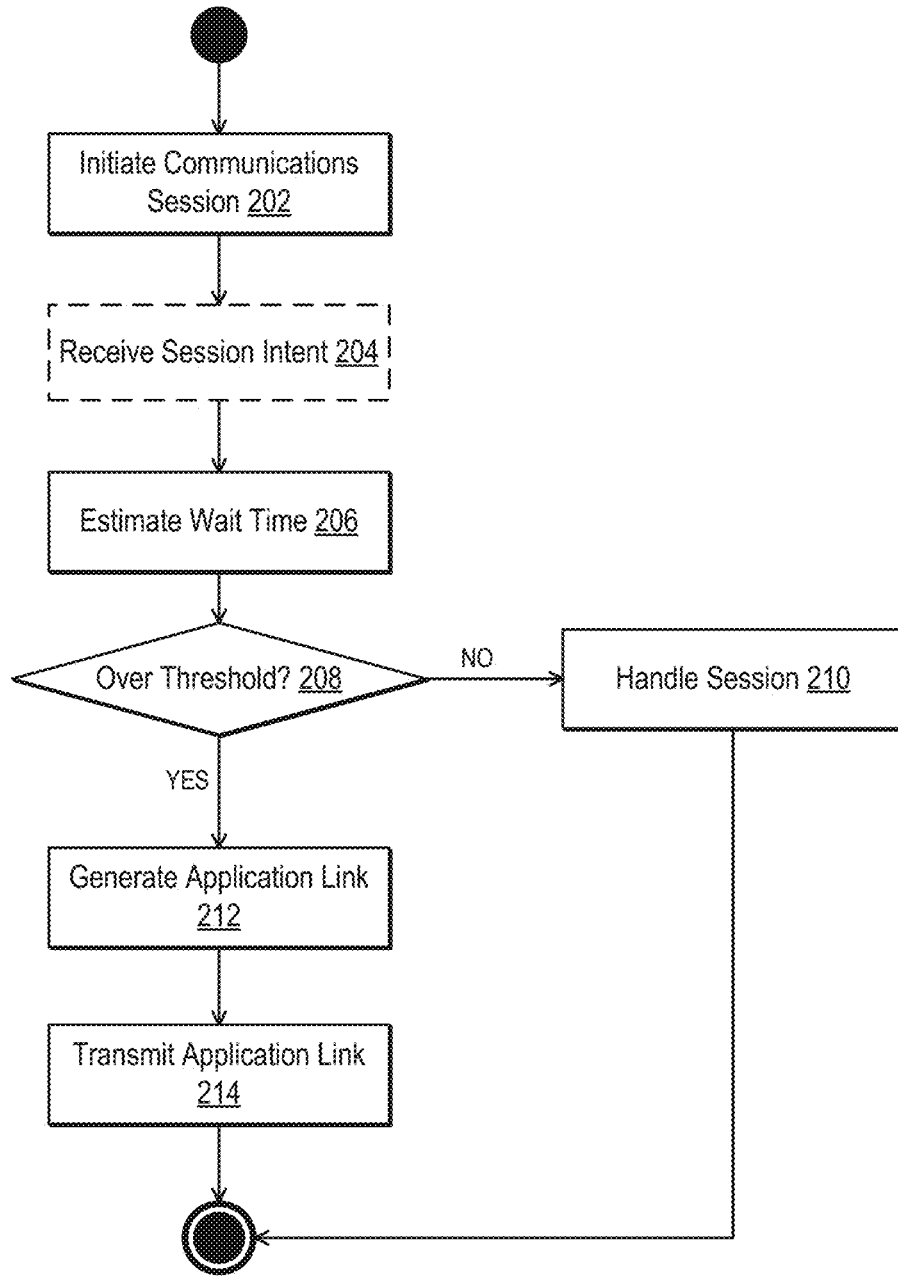 Initiate Communications
Session 202
Receive Session Intent 204
Estimate Wait Time 206
Over Threshold? 208
NO
Handle Session 210
YES
Generate Application Link
212
Transmit Application Link
214